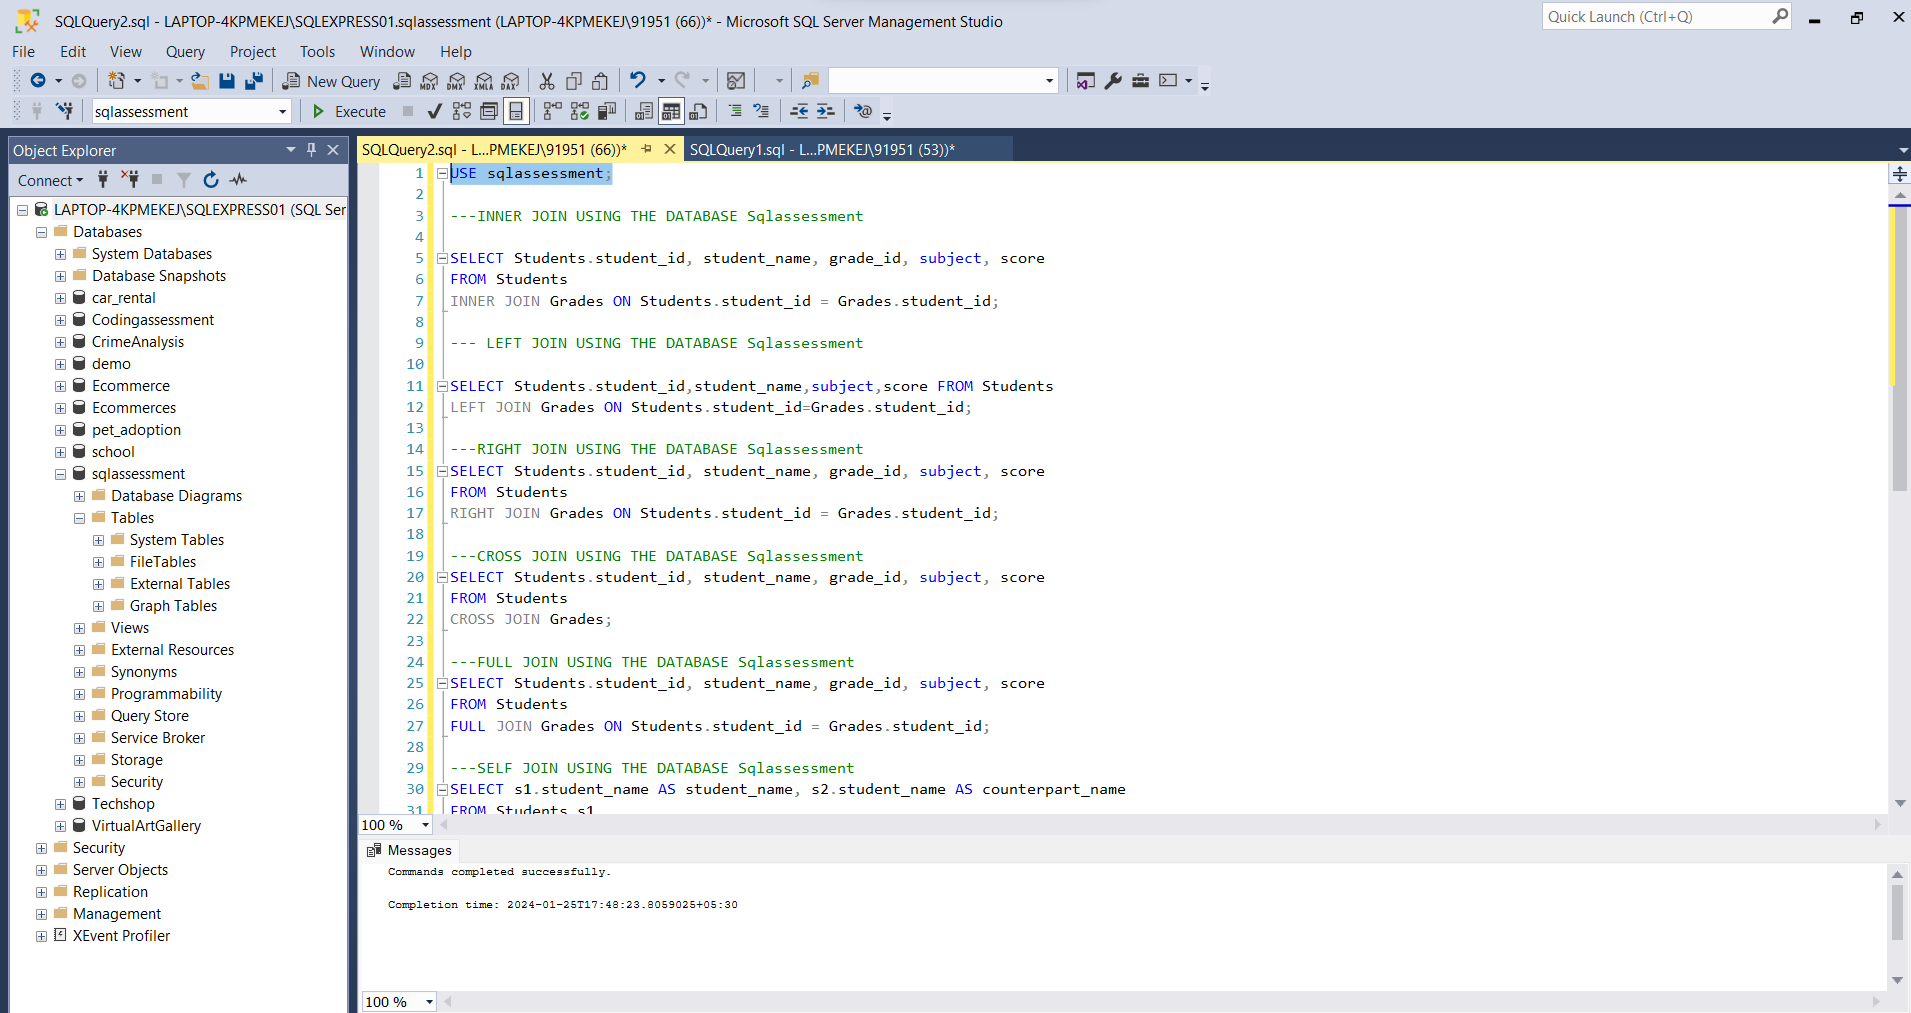 SQLQuery2.sql - LAPTOP-4KPMEKEJ\SQLEXPRESS01.sqlassessment (LAPTOP-4KPMEKEJ\91951 (66))* - Microsoft SQL Server Management Studio
Quick Launch (Ctrl+Q)
File Edit View Query Project Tools Window Help
New Query MDX DMX XMLA DAX
sqlassessment Execute
Object Explorer
Connect
LAPTOP-4KPMEKEJ\SQLEXPRESS01 (SQL Ser
Databases
System Databases
Database Snapshots
car_rental
Codingassessment
CrimeAnalysis
demo
Ecommerce
Ecommerces
pet_adoption
school
sqlassessment
Database Diagrams
Tables
System Tables
FileTables
External Tables
Graph Tables
Views
External Resources
Synonyms
Programmability
Query Store
Service Broker
Storage
Security
Techshop
VirtualArtGallery
Security
Server Objects
Replication
Management
XEvent Profiler
SQLQuery2.sql - L...PMEKEJ\91951 (66))* SQLQuery1.sql - L...PMEKEJ\91951 (53))*
1 USE sqlassessment;
2
3 ---INNER JOIN USING THE DATABASE Sqlassessment
4
5 SELECT Students.student_id, student_name, grade_id, subject, score
6 FROM Students
7 INNER JOIN Grades ON Students.student_id = Grades.student_id;
8
9 --- LEFT JOIN USING THE DATABASE Sqlassessment
10
11 SELECT Students.student_id,student_name,subject,score FROM Students
12 LEFT JOIN Grades ON Students.student_id=Grades.student_id;
13
14 ---RIGHT JOIN USING THE DATABASE Sqlassessment
15 SELECT Students.student_id, student_name, grade_id, subject, score
16 FROM Students
17 RIGHT JOIN Grades ON Students.student_id = Grades.student_id;
18
19 ---CROSS JOIN USING THE DATABASE Sqlassessment
20 SELECT Students.student_id, student_name, grade_id, subject, score
21 FROM Students
22 CROSS JOIN Grades;
23
24 ---FULL JOIN USING THE DATABASE Sqlassessment
25 SELECT Students.student_id, student_name, grade_id, subject, score
26 FROM Students
27 FULL JOIN Grades ON Students.student_id = Grades.student_id;
28
29 ---SELF JOIN USING THE DATABASE Sqlassessment
30 SELECT s1.student_name AS student_name, s2.student_name AS counterpart_name
31 FROM Students s1
100 %
Messages
Commands completed successfully.
Completion time: 2024-01-25T17:48:23.8059025+05:30
100 %